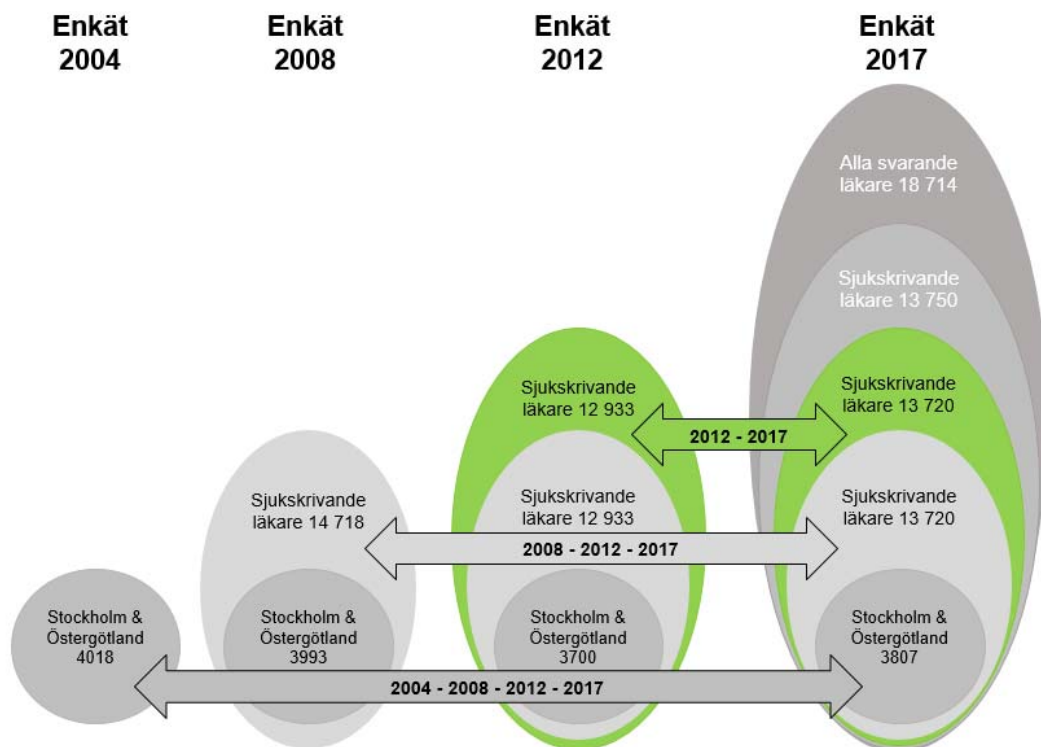 Enkät
2004
Enkät
2008
Enkät
2012
Enkät
2017
Alla svarande
läkare 18 714
Sjukskrivande
läkare 13 750
Sjukskrivande
läkare 12 933
Sjukskrivande
läkare 13 720
2012 - 2017
Sjukskrivande
läkare 14 718
Sjukskrivande
läkare 12 933
Sjukskrivande
läkare 13 720
2008 - 2012 - 2017
Stockholm &
Östergötland
4018
Stockholm &
Östergötland
3993
Stockholm &
Östergötland
3700
Stockholm &
Östergötland
3807
2004 - 2008 - 2012 - 2017